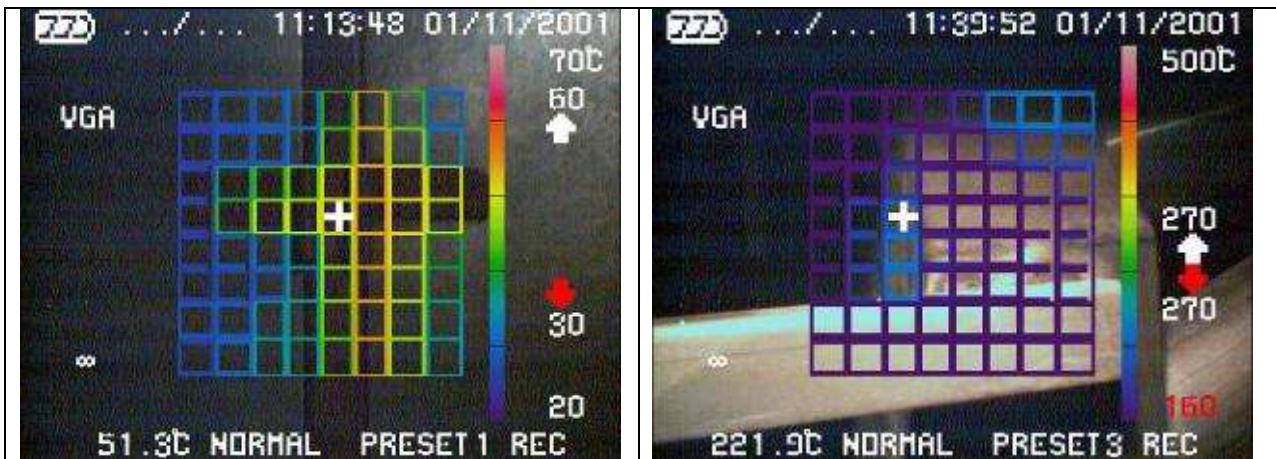 .../... 11:13:48 01/11/2001
70℃
60
VGA
30
∞
20
51.3℃ NORMAL PRESET1 REC
.../... 11:39:52 01/11/2001
500℃
VGA
270
270
∞
160
221.9℃ NORMAL PRESET3 REC